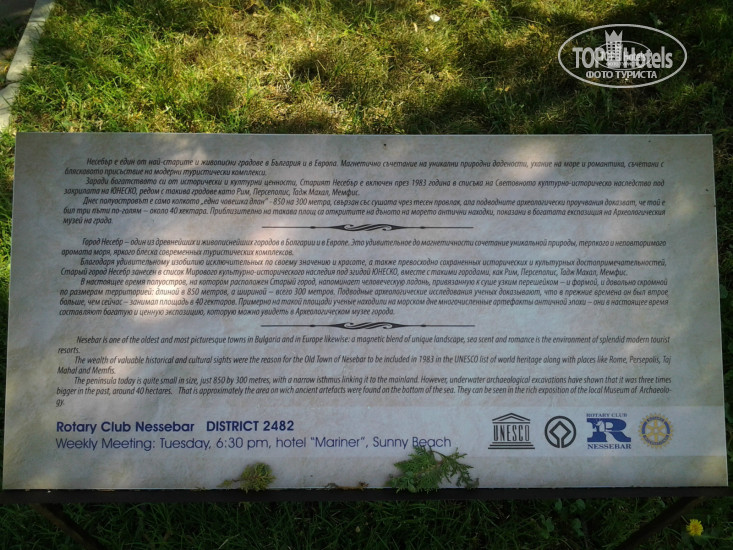 TopHotels
ФОТО ТУРИСТА
Несебър е един от най-старите и живописни градове в България и в Европа. Магнетично съчетание на уникални природни дадености, ухание на море и романтика, съчетани с
бляскавото присъствие на модерни туристически комплекси.
Заради богатствата си от исторически и културни ценности, Старият Несебър е включен през 1983 година в списъка на Световното културно-историческо наследство под
закрилата на ЮНЕСКО, редом с такива градове като Рим, Персеполис, Тадж Махал, Мемфис.
Днес полуостровът е само колкото „една човешка длан" - 850 на 300 метра, свързан със сушата чрез тесен провлак, а подводните археологически проучвания доказват, че той е
бил три пъти по-голям – около 40 хектара. Приблизително на такава площ са откритите на дъното на морето антични находки, показани в богатата експозиция на Археологическия
музей на града.
Город Несебр – один из древнейших и живописнейших городов в Болгарии и в Европе. Это удивительное до магнетичности сочетание уникальной природы, терпкого и неповторимого
аромата моря, яркого блеска современных туристических комплексов.
Благодаря удивительному изобилию исключительных по своему значению и красоте, а также превосходно сохраненных исторических и культурных достопримечательностей,
Старый город Несебр занесен в список Мирового культурно-исторического наследия под эгидой ЮНЕСКО, вместе с такими городами, как Рим, Персеполис, Тадж Махал, Мемфис.
В настоящее время полуостров, на котором расположен Старый город, напоминает человеческую ладонь, привязанную к суше узким перешейком – и формой, и довольно скромной
по размерам территорией: длиной в 850 метров, а шириной – всего 300 метров. Подводные археологические исследования ученых доказывают, что в прежние времена он был втрое
больше, чем сейчас – занимал площадь в 40 гектаров. Примерно на такой площади ученые находили на морском дне многочисленные артефакты античной эпохи – они в настоящее время
составляют богатую и ценную экспозицию, которую можно увидеть в Археологическом музее города.
Nesebar is one of the oldest and most picturesque towns in Bulgaria and in Europe likewise: a magnetic blend of unique landscape, sea scent and romance is the environment of splendid modern tourist
resorts.
The wealth of valuable historical and cultural sights were the reason for the Old Town of Nesebar to be included in 1983 in the UNESCO list of world heritage along with places like Rome, Persepolis, Taj
Mahal and Memfis.
The peninsula today is quite small in size, just 850 by 300 metres, with a narrow isthmus linking it to the mainland. However, underwater archaeological excavations have shown that it was three times
bigger in the past, around 40 hectares. That is approximately the area on wich ancient artefacts were found on the bottom of the sea. They can be seen in the rich exposition of the local Museum of Archaeolo-
gy.
Rotary Club Nessebar DISTRICT 2482
Weekly Meeting: Tuesday, 6:30 pm, hotel "Mariner", Sunny Beach
UNESCO
ROTARY CLUB
NESSEBAR